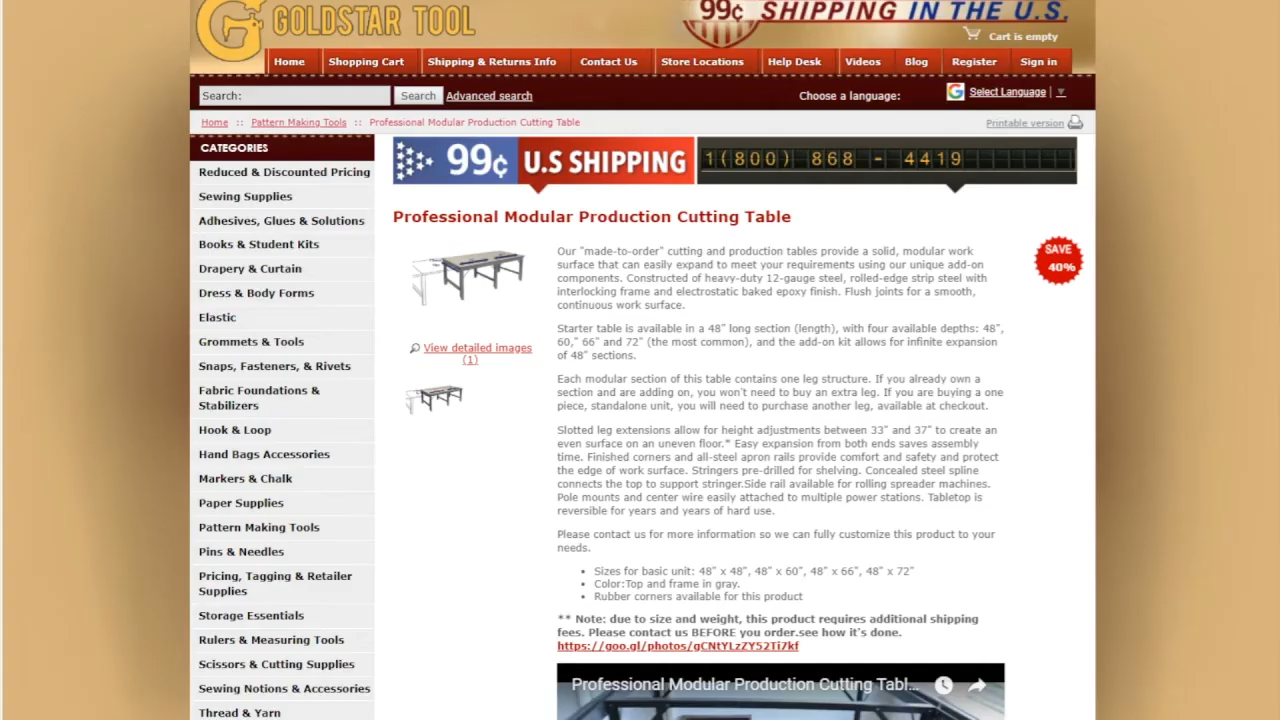 GOLDSTAR TOOL
99¢ SHIPPING IN THE U.S.
Cart is empty
Home
Shopping Cart
Shipping & Returns Info
Contact Us
Store Locations
Help Desk
Videos
Blog
Register
Sign in
Search:
Search
Advanced search
Choose a language:
Select Language
Home :: Pattern Making Tools :: Professional Modular Production Cutting Table
Printable version
CATEGORIES
Reduced & Discounted Pricing
Sewing Supplies
Adhesives, Glues & Solutions
Books & Student Kits
Drapery & Curtain
Dress & Body Forms
Elastic
Grommets & Tools
Snaps, Fasteners, & Rivets
Fabric Foundations &
Stabilizers
Hook & Loop
Hand Bags Accessories
Markers & Chalk
Paper Supplies
Pattern Making Tools
Pins & Needles
Pricing, Tagging & Retailer
Supplies
Storage Essentials
Rulers & Measuring Tools
Scissors & Cutting Supplies
Sewing Notions & Accessories
Thread & Yarn
99¢ U.S SHIPPING
1(800) 868 - 4419
Professional Modular Production Cutting Table
View detailed images
(1)
Our "made-to-order" cutting and production tables provide a solid, modular work
surface that can easily expand to meet your requirements using our unique add-on
components. Constructed of heavy-duty 12-gauge steel, rolled-edge strip steel with
interlocking frame and electrostatic baked epoxy finish. Flush joints for a smooth,
continuous work surface.
Starter table is available in a 48" long section (length), with four available depths: 48",
60," 66" and 72" (the most common), and the add-on kit allows for infinite expansion
of 48" sections.
Each modular section of this table contains one leg structure. If you already own a
section and are adding on, you won't need to buy an extra leg. If you are buying a one
piece, standalone unit, you will need to purchase another leg, available at checkout.
Slotted leg extensions allow for height adjustments between 33" and 37" to create an
even surface on an uneven floor.* Easy expansion from both ends saves assembly
time. Finished corners and all-steel apron rails provide comfort and safety and protect
the edge of work surface. Stringers pre-drilled for shelving. Concealed steel spline
connects the top to support stringer.Side rail available for rolling spreader machines.
Pole mounts and center wire easily attached to multiple power stations. Tabletop is
reversible for years and years of hard use.
Please contact us for more information so we can fully customize this product to your
needs.
• Sizes for basic unit: 48" x 48", 48" x 60", 48" x 66", 48" x 72"
• Color:Top and frame in gray.
• Rubber corners available for this product
** Note: due to size and weight, this product requires additional shipping
fees. Please contact us BEFORE you order.see how it's done.
https://goo.gl/photos/gCNtYLzZY52Ti7kf
Professional Modular Production Cutting Tabl...
SAVE
40%